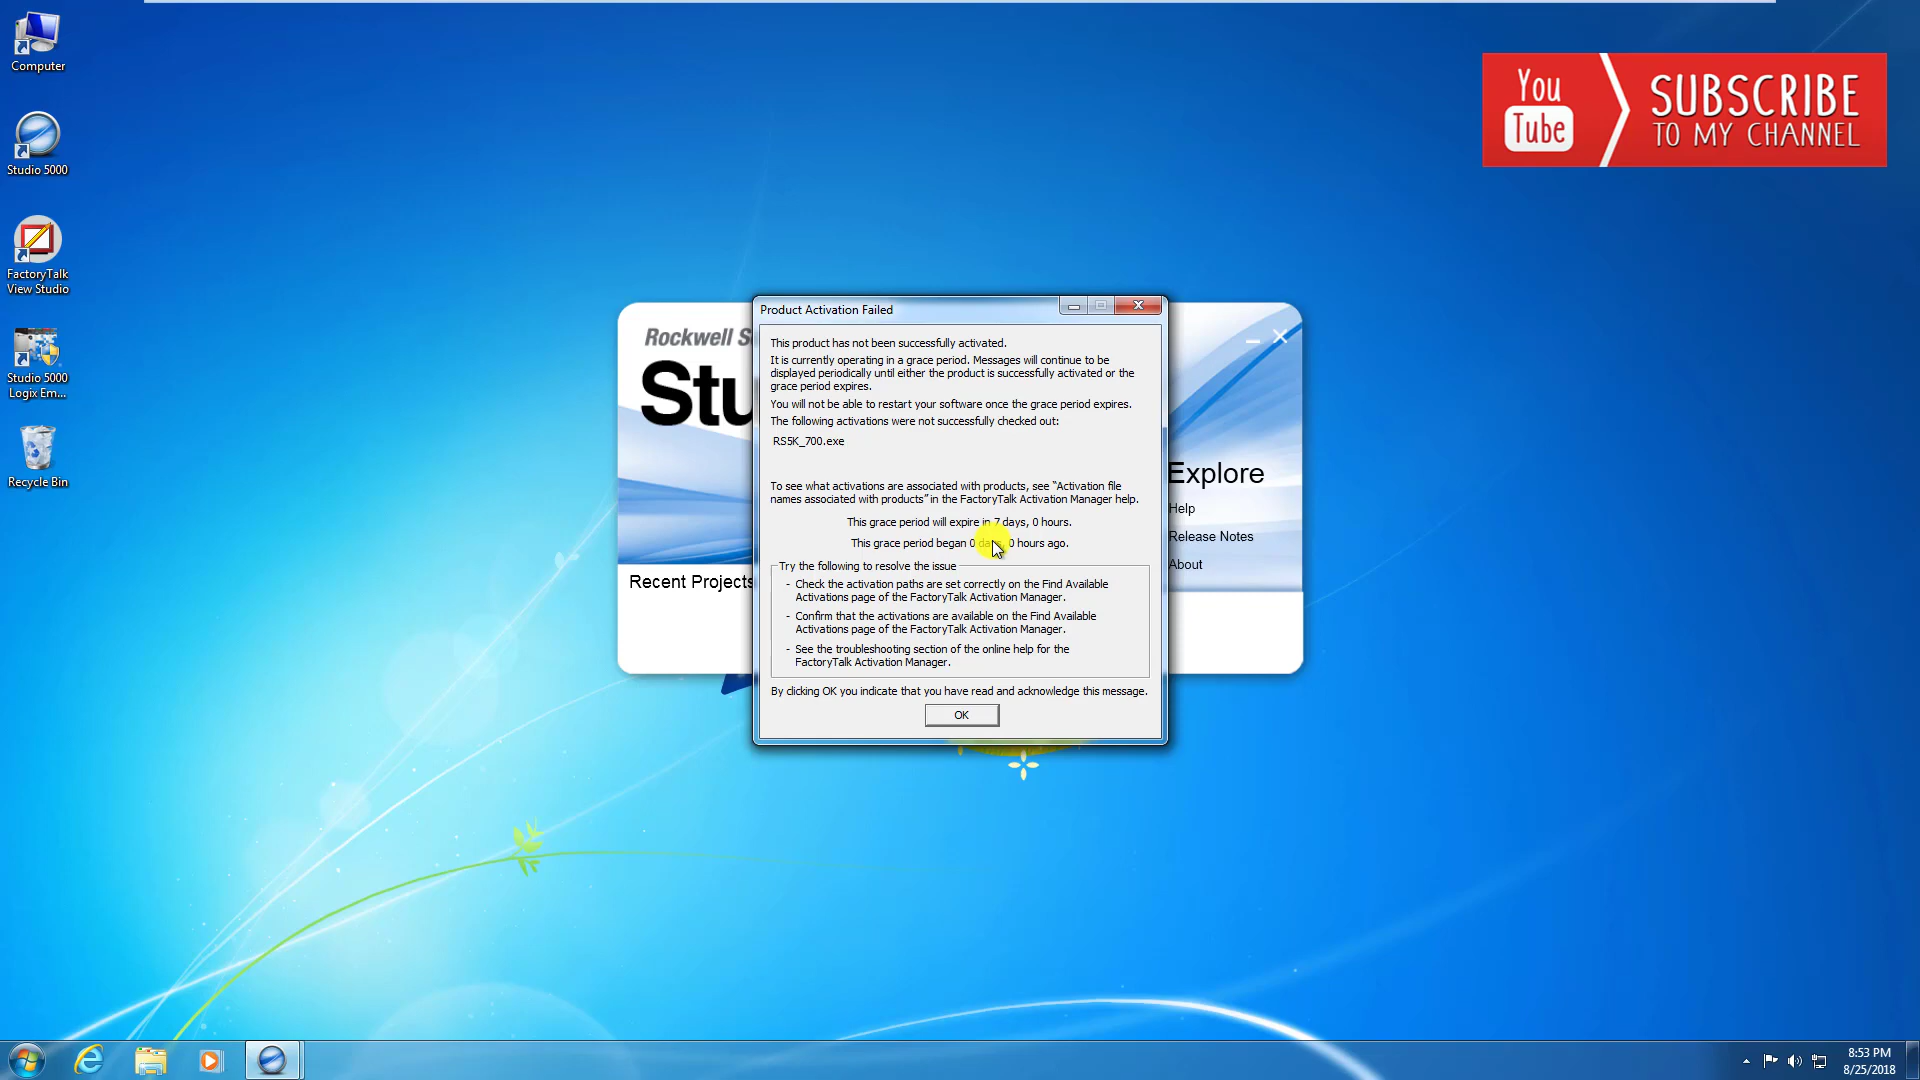 Computer
Studio 5000
FactoryTalk
View Studio
Studio 5000
Logix Em...
Recycle Bin
You
Tube
SUBSCRIBE
TO MY CHANNEL
Rockwell S
Stu
Recent Projects
Product Activation Failed
This product has not been successfully activated.
It is currently operating in a grace period. Messages will continue to be
displayed periodically until either the product is successfully activated or the
grace period expires.
You will not be able to restart your software once the grace period expires.
The following activations were not successfully checked out:
RS5K_700.exe
To see what activations are associated with products, see “Activation file
names associated with products” in the FactoryTalk Activation Manager help.
This grace period will expire in 7 days, 0 hours.
This grace period began 0 days, 0 hours ago.
Try the following to resolve the issue
- Check the activation paths are set correctly on the Find Available
Activations page of the FactoryTalk Activation Manager.
- Confirm that the activations are available on the Find Available
Activations page of the FactoryTalk Activation Manager.
- See the troubleshooting section of the online help for the
FactoryTalk Activation Manager.
By clicking OK you indicate that you have read and acknowledge this message.
OK
Explore
Help
Release Notes
About
8:53 PM
8/25/2018